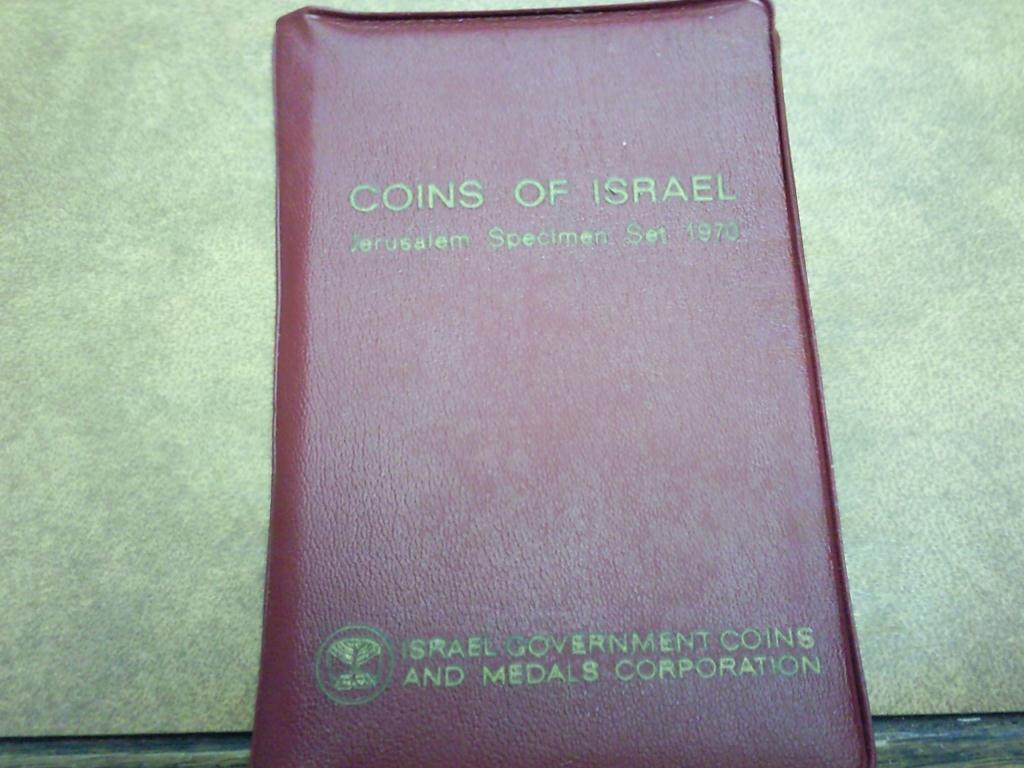 COINS OF ISRAEL
Jerusalem Specimen Set 1970
ISRAEL GOVERNMENT COINS
AND MEDALS CORPORATION